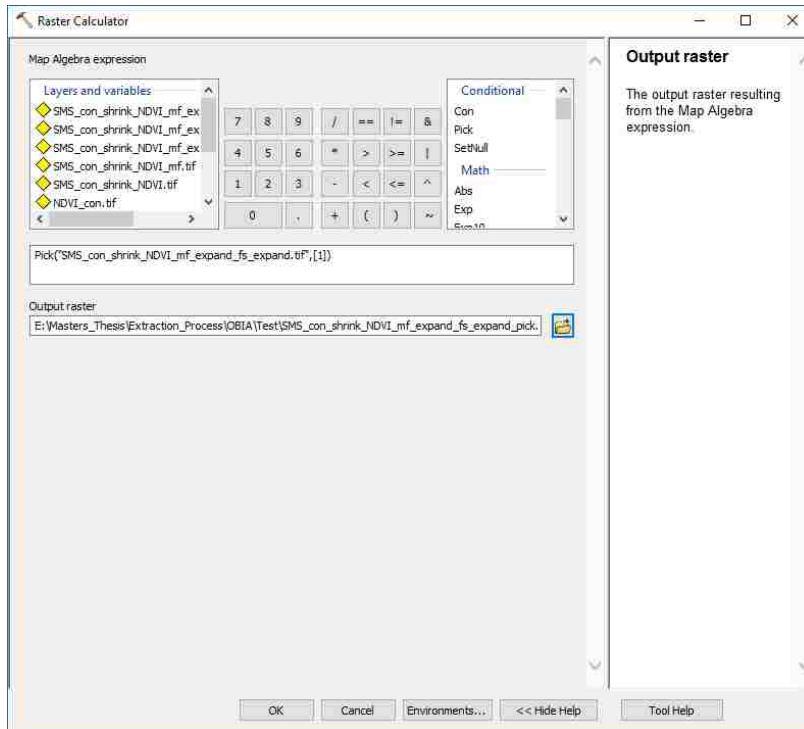 Raster Calculator
Map Algebra expression
Layers and variables
SMS_con_shrink_NDVI_mf_ex
SMS_con_shrink_NDVI_mf_ex
SMS_con_shrink_NDVI_mf_ex
SMS_con_shrink_NDVI_mf.tif
SMS_con_shrink_NDVI.tif
NDVI_con.tif
7 8 9 / == != &
4 5 6 * > >= |
1 2 3 - < <= ^
0 . + ( ) ~
Conditional
Con
Pick
SetNull
Math
Abs
Exp
Exp10
Pick("SMS_con_shrink_NDVI_mf_expand_fs_expand.tif",[1])
Output raster
E:\Masters_Thesis\Extraction_Process\OBIA\Test\SMS_con_shrink_NDVI_mf_expand_fs_expand_pick.
OK Cancel Environments... << Hide Help Tool Help
Output raster
The output raster resulting
from the Map Algebra
expression.